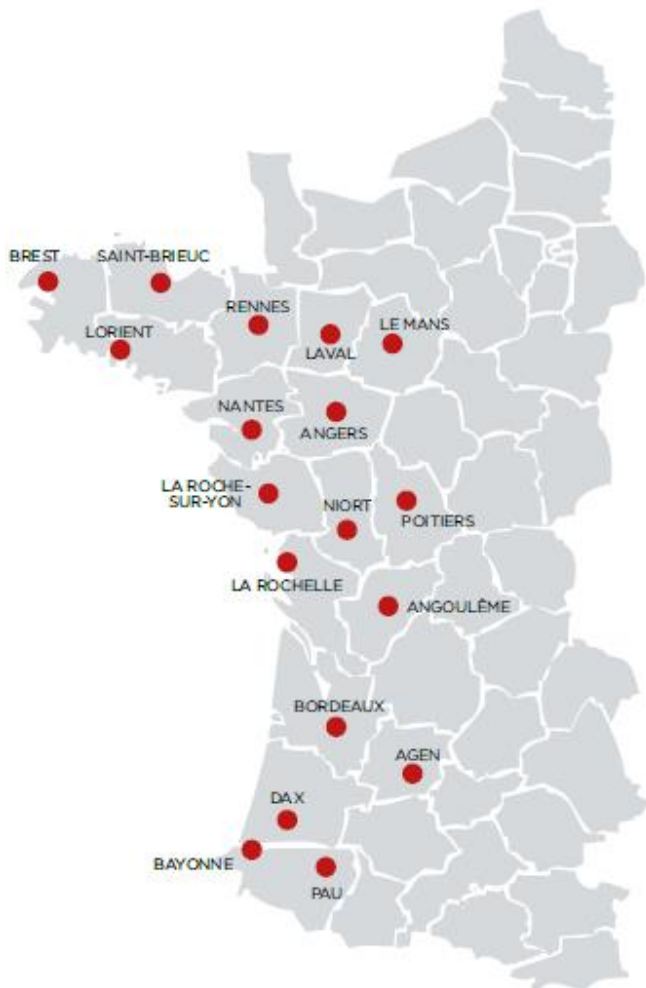 BREST
SAINT-BRIEUC
RENNES
LORIENT
LAVAL
LE MANS
NANTES
ANGERS
LA ROCHE-
SUR-YON
NIORT
POITIERS
LA ROCHELLE
ANGOULÊME
BORDEAUX
AGEN
DAX
BAYONNE
PAU